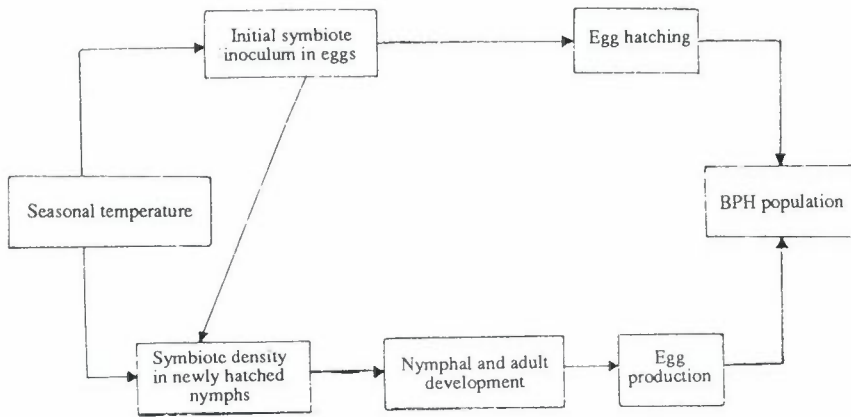 Initial symbiote
inoculum in eggs
Egg hatching
Seasonal temperature
BPH population
Symbiote density
in newly hatched
nymphs
Nymphal and adult
development
Egg
production